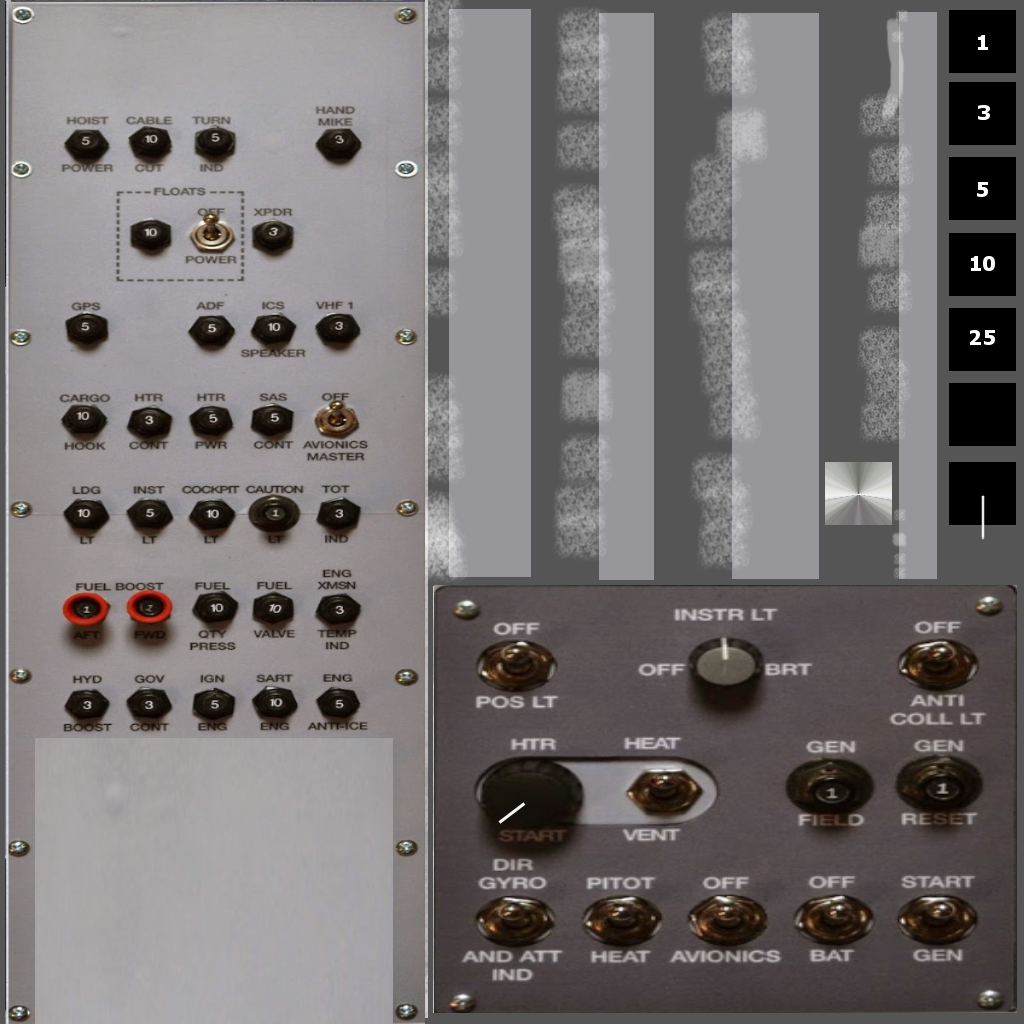 HOIST CABLE TURN HAND
MIKE
5 10 5 3
POWER CUT IND
FLOATS
OFF XPDR
10 3
POWER
GPS ADF ICS VHF 1
5 5 10 3
SPEAKER
CARGO HTR HTR SAS OFF
10 3 5 5
HOOK CONT PWR CONT AVIONICS
MASTER
LDG INST COCKPIT CAUTION TOT
10 5 10 1 3
LT LT LT LT IND
FUEL BOOST FUEL FUEL ENG
XMSN
1 10 10 3
AFT FWD QTY VALVE TEMP
PRESS IND
HYD GOV IGN SART ENG
3 3 5 10 5
BOOST CONT ENG ENG ANTI-ICE
1
3
5
10
25
INSTR LT
OFF OFF
OFF BRT
POS LT ANTI
COLL LT
HTR HEAT GEN GEN
1 1
START VENT FIELD RESET
DIR
GYRO PITOT OFF OFF START
AND ATT HEAT AVIONICS BAT GEN
IND